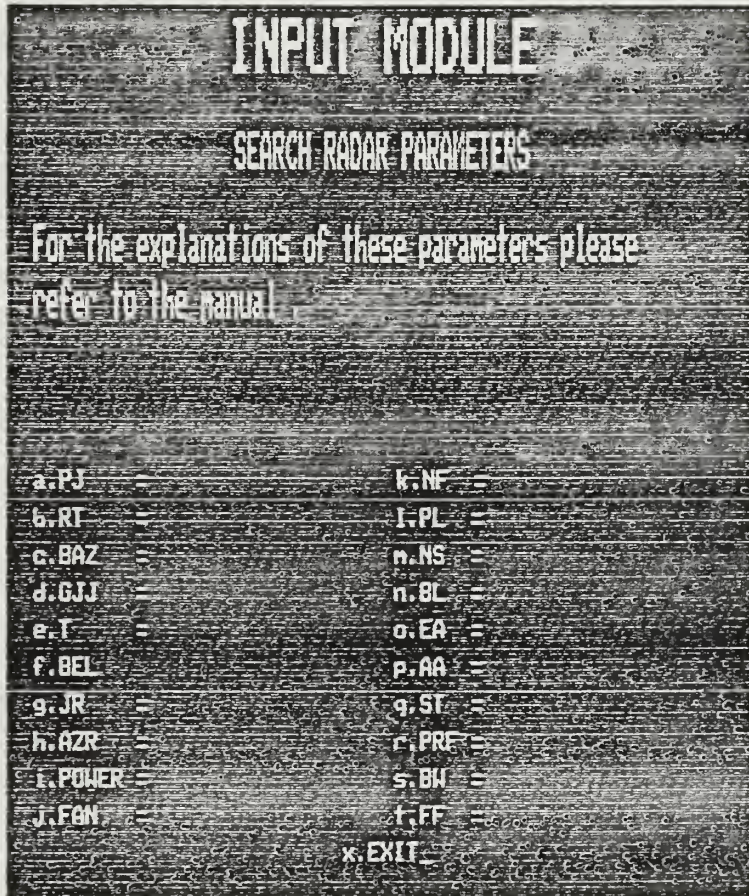 INPUT MODULE
SEARCH RADAR PARAMETERS
For the explanations of these parameters please
refer to the manual.
a.PJ =
b.RT =
c.BAZ =
d.GJJ =
e.T =
f.BEL
g.JR =
h.AZR =
i.POWER =
j.FAN =
k.NF =
l.PL =
m.NS =
n.BL =
o.EA =
p.AA =
q.ST =
r.PRF =
s.BW =
t.FF =
x.EXIT_